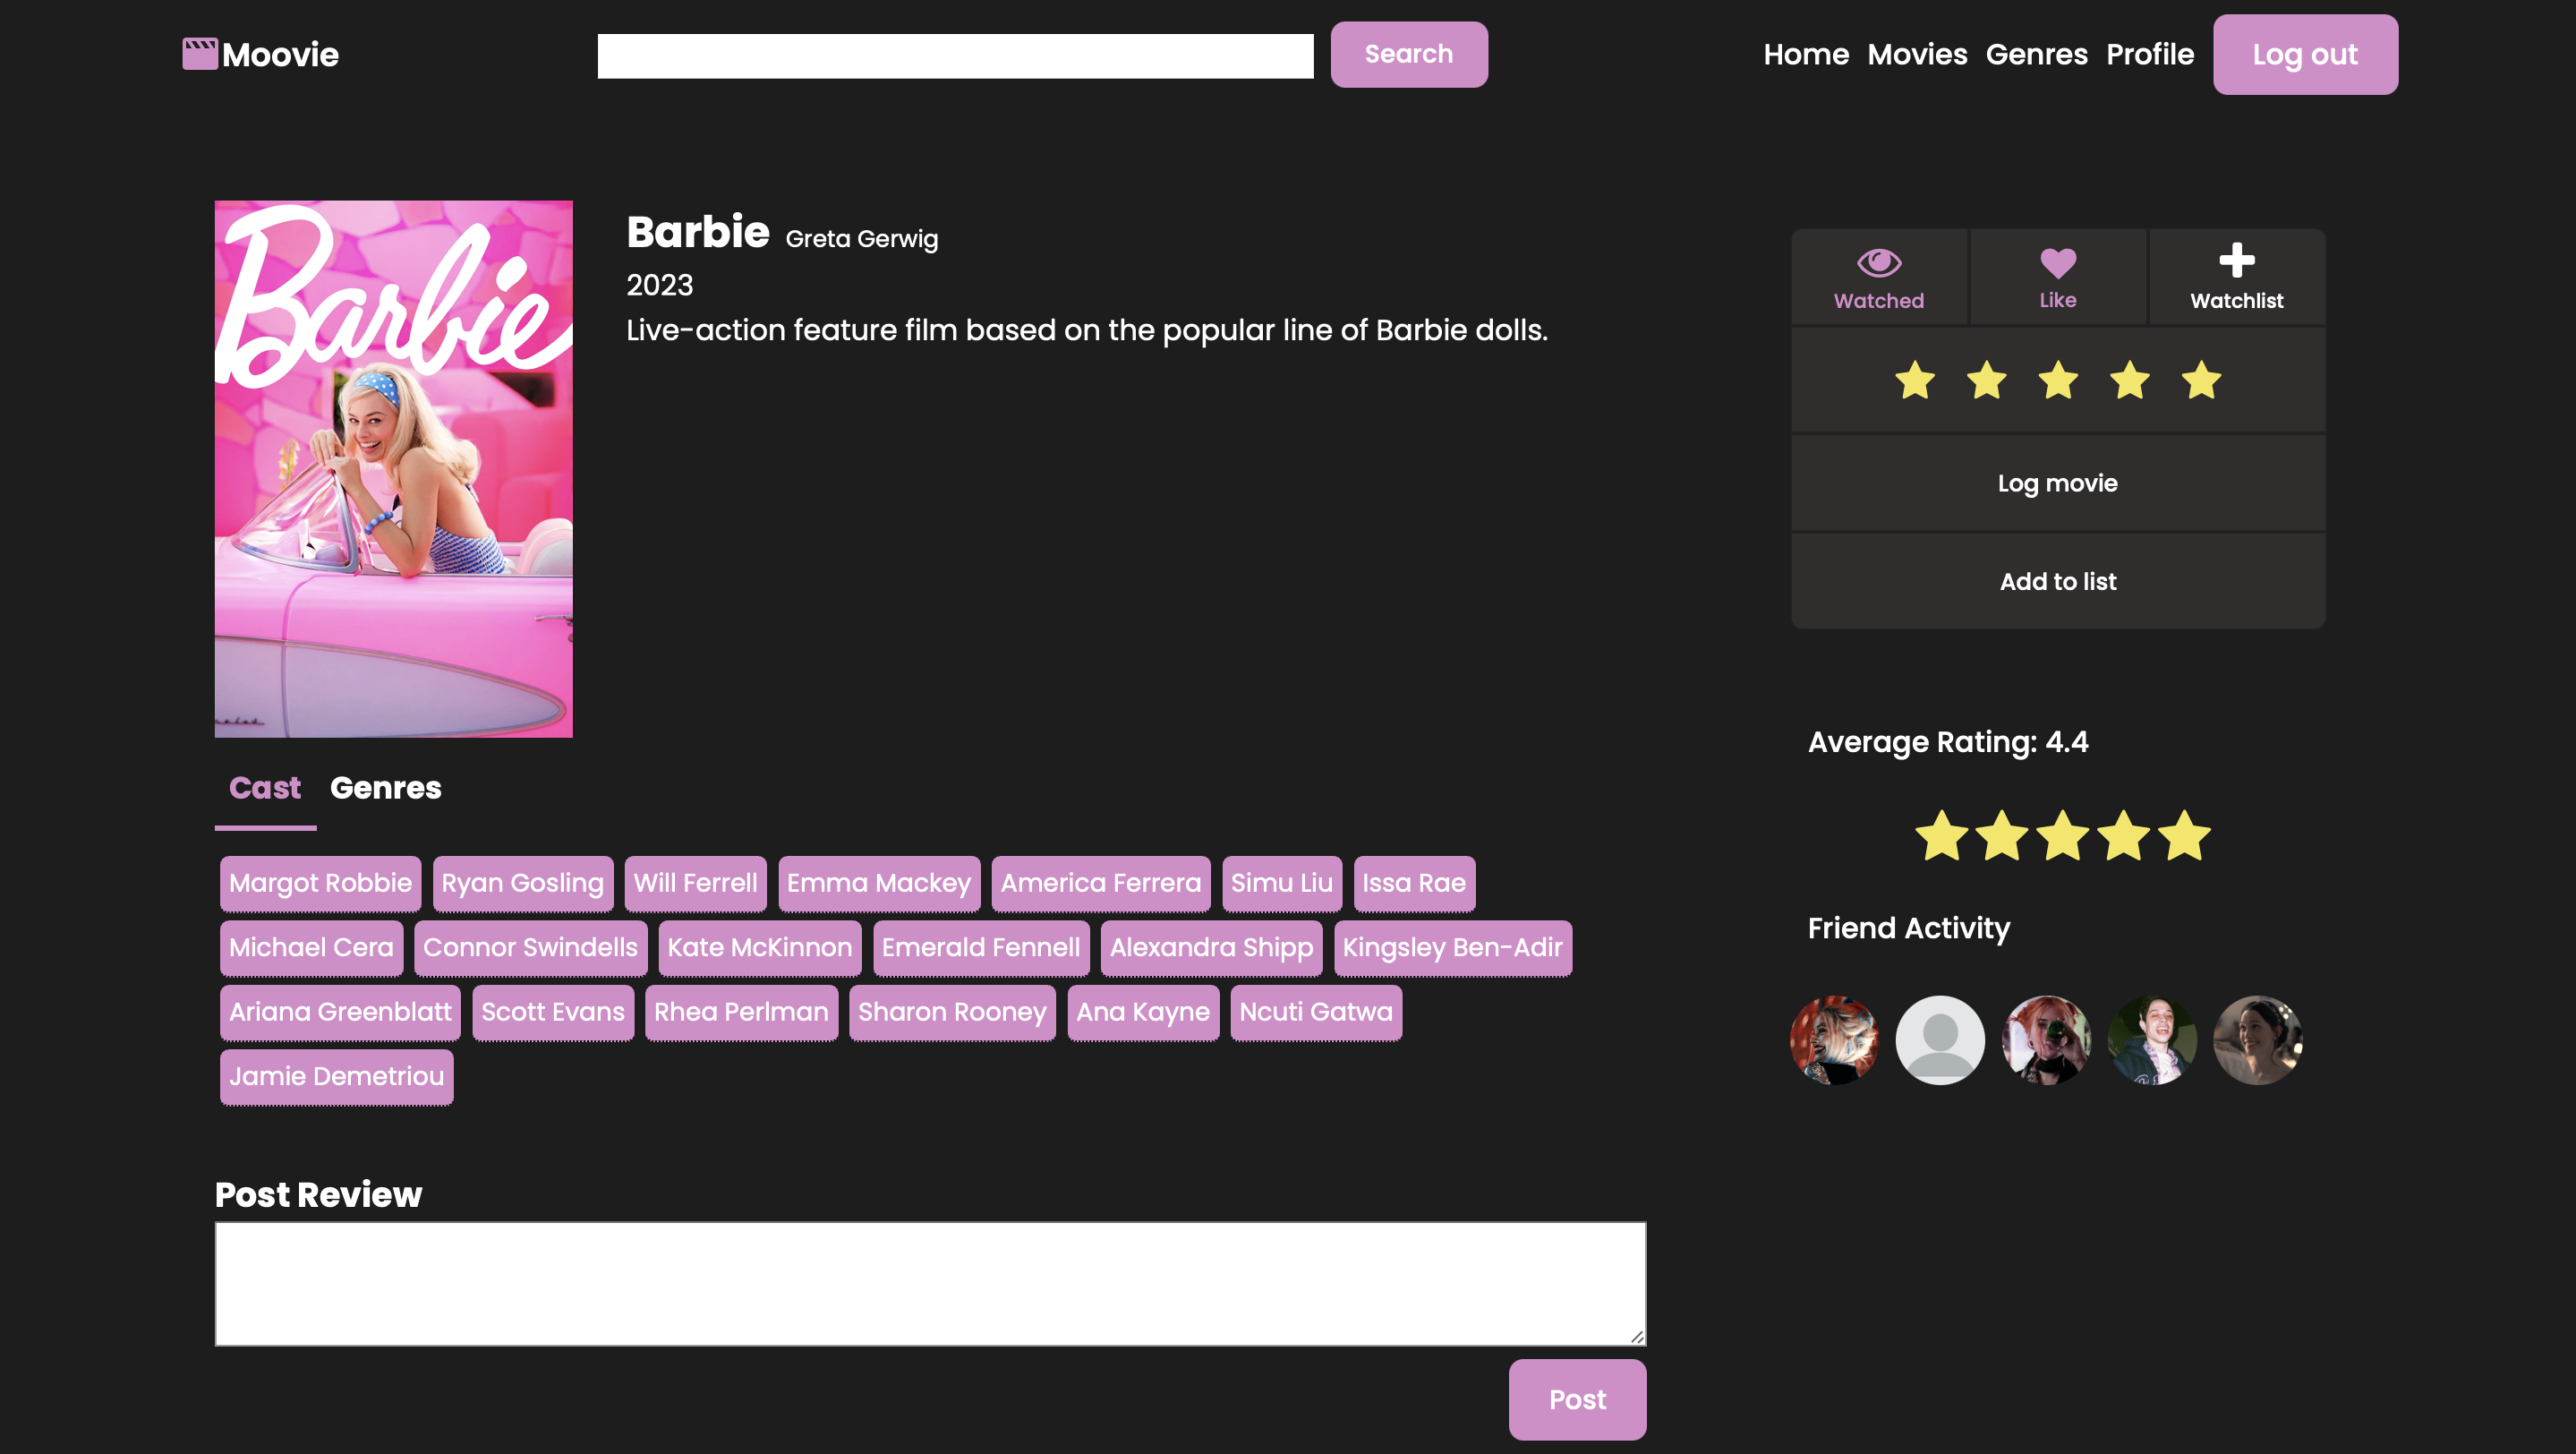 Moovie
Search
Home Movies Genres Profile Log out
Barbie
Barbie Greta Gerwig
2023
Live-action feature film based on the popular line of Barbie dolls.
Watched Like Watchlist
Log movie
Add to list
Average Rating: 4.4
Friend Activity
Cast Genres
Margot Robbie Ryan Gosling Will Ferrell Emma Mackey America Ferrera Simu Liu Issa Rae
Michael Cera Connor Swindells Kate McKinnon Emerald Fennell Alexandra Shipp Kingsley Ben-Adir
Ariana Greenblatt Scott Evans Rhea Perlman Sharon Rooney Ana Kayne Ncuti Gatwa
Jamie Demetriou
Post Review
Post